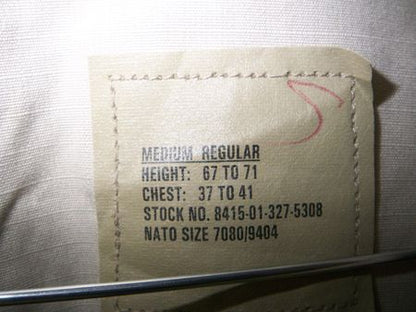 MEDIUM REGULAR
HEIGHT: 67 TO 71
CHEST: 37 TO 41
STOCK NO. 8415-01-327-5308
NATO SIZE 7080/9404